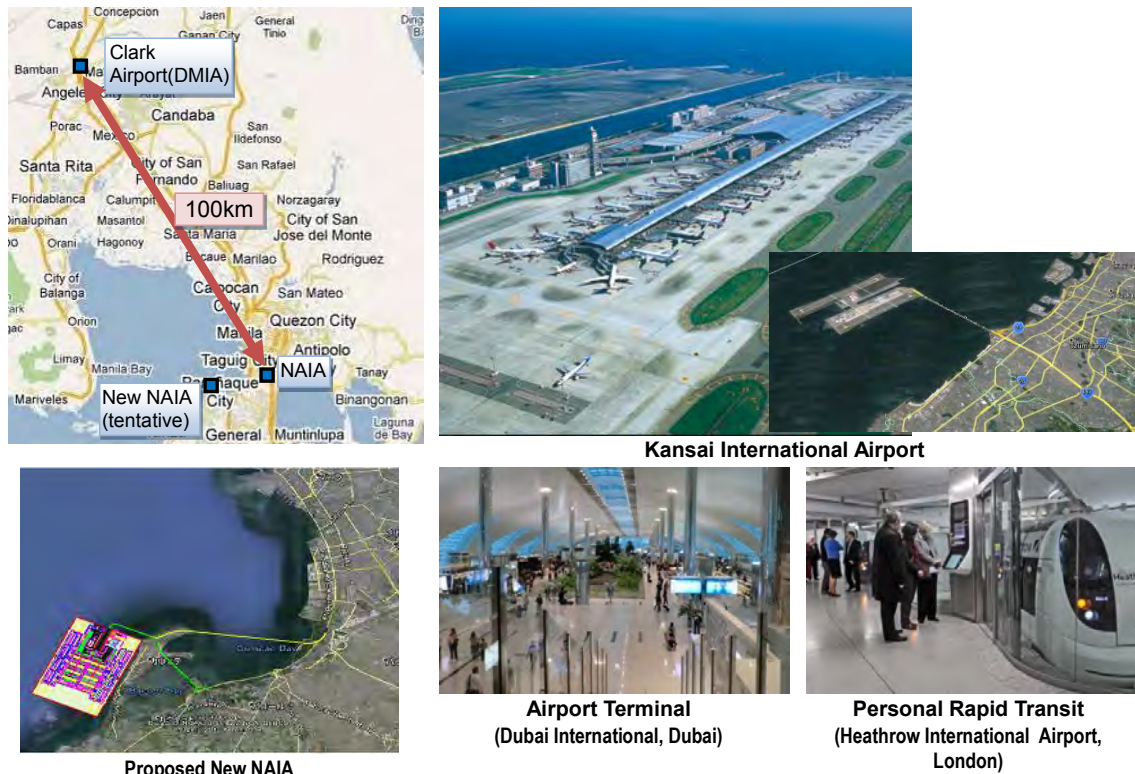 Concepcion
Capas
Jaen
General
Tinio
Gapan City
Clark
Airport(DMIA)
Bamban
Angeles City
Arayat
Candaba
Porac
Mexico
San
Ildefonso
Santa Rita
City of San
Fernando
San Rafael
Baliuag
Floridablanca
Calumpit
Norzagaray
100km
City of San
Jose del Monte
Dinalupihan
Masantol
Orani
Hagonoy
Santa Maria
Bocaue
Marilao
Rodriguez
City of
Balanga
Caloocan
City
San Mateo
Orion
Manila
Quezon City
Antipolo
Limay
Manila Bay
Taguig City
NAIA
Tanay
Mariveles
New NAIA
(tentative)
City
Binangonan
General
Muntinlupa
Laguna
de Bay
Kansai International Airport
Airport Terminal
(Dubai International, Dubai)
Personal Rapid Transit
(Heathrow International Airport,
London)
Proposed New NAIA